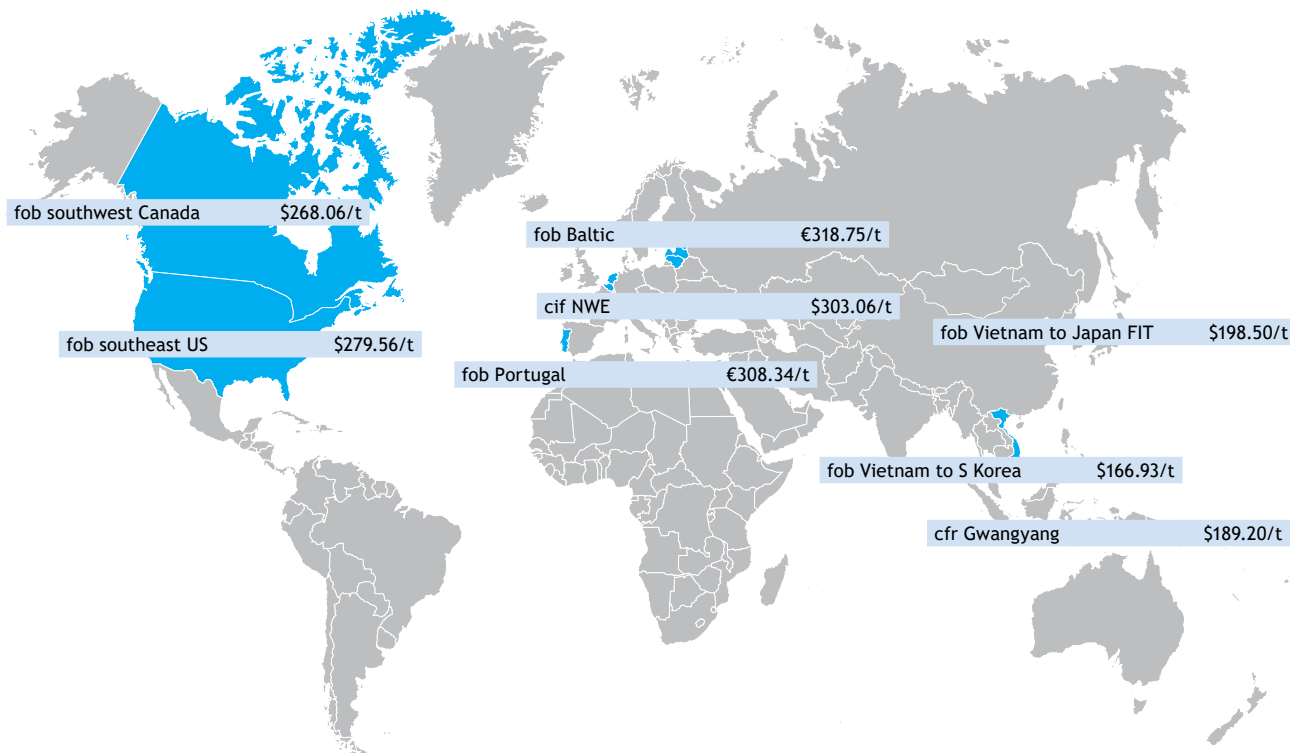 fob southwest Canada $268.06/t
fob Baltic €318.75/t
cif NWE $303.06/t
fob Vietnam to Japan FIT $198.50/t
fob southeast US $279.56/t
fob Portugal €308.34/t
fob Vietnam to S Korea $166.93/t
cfr Gwangyang $189.20/t